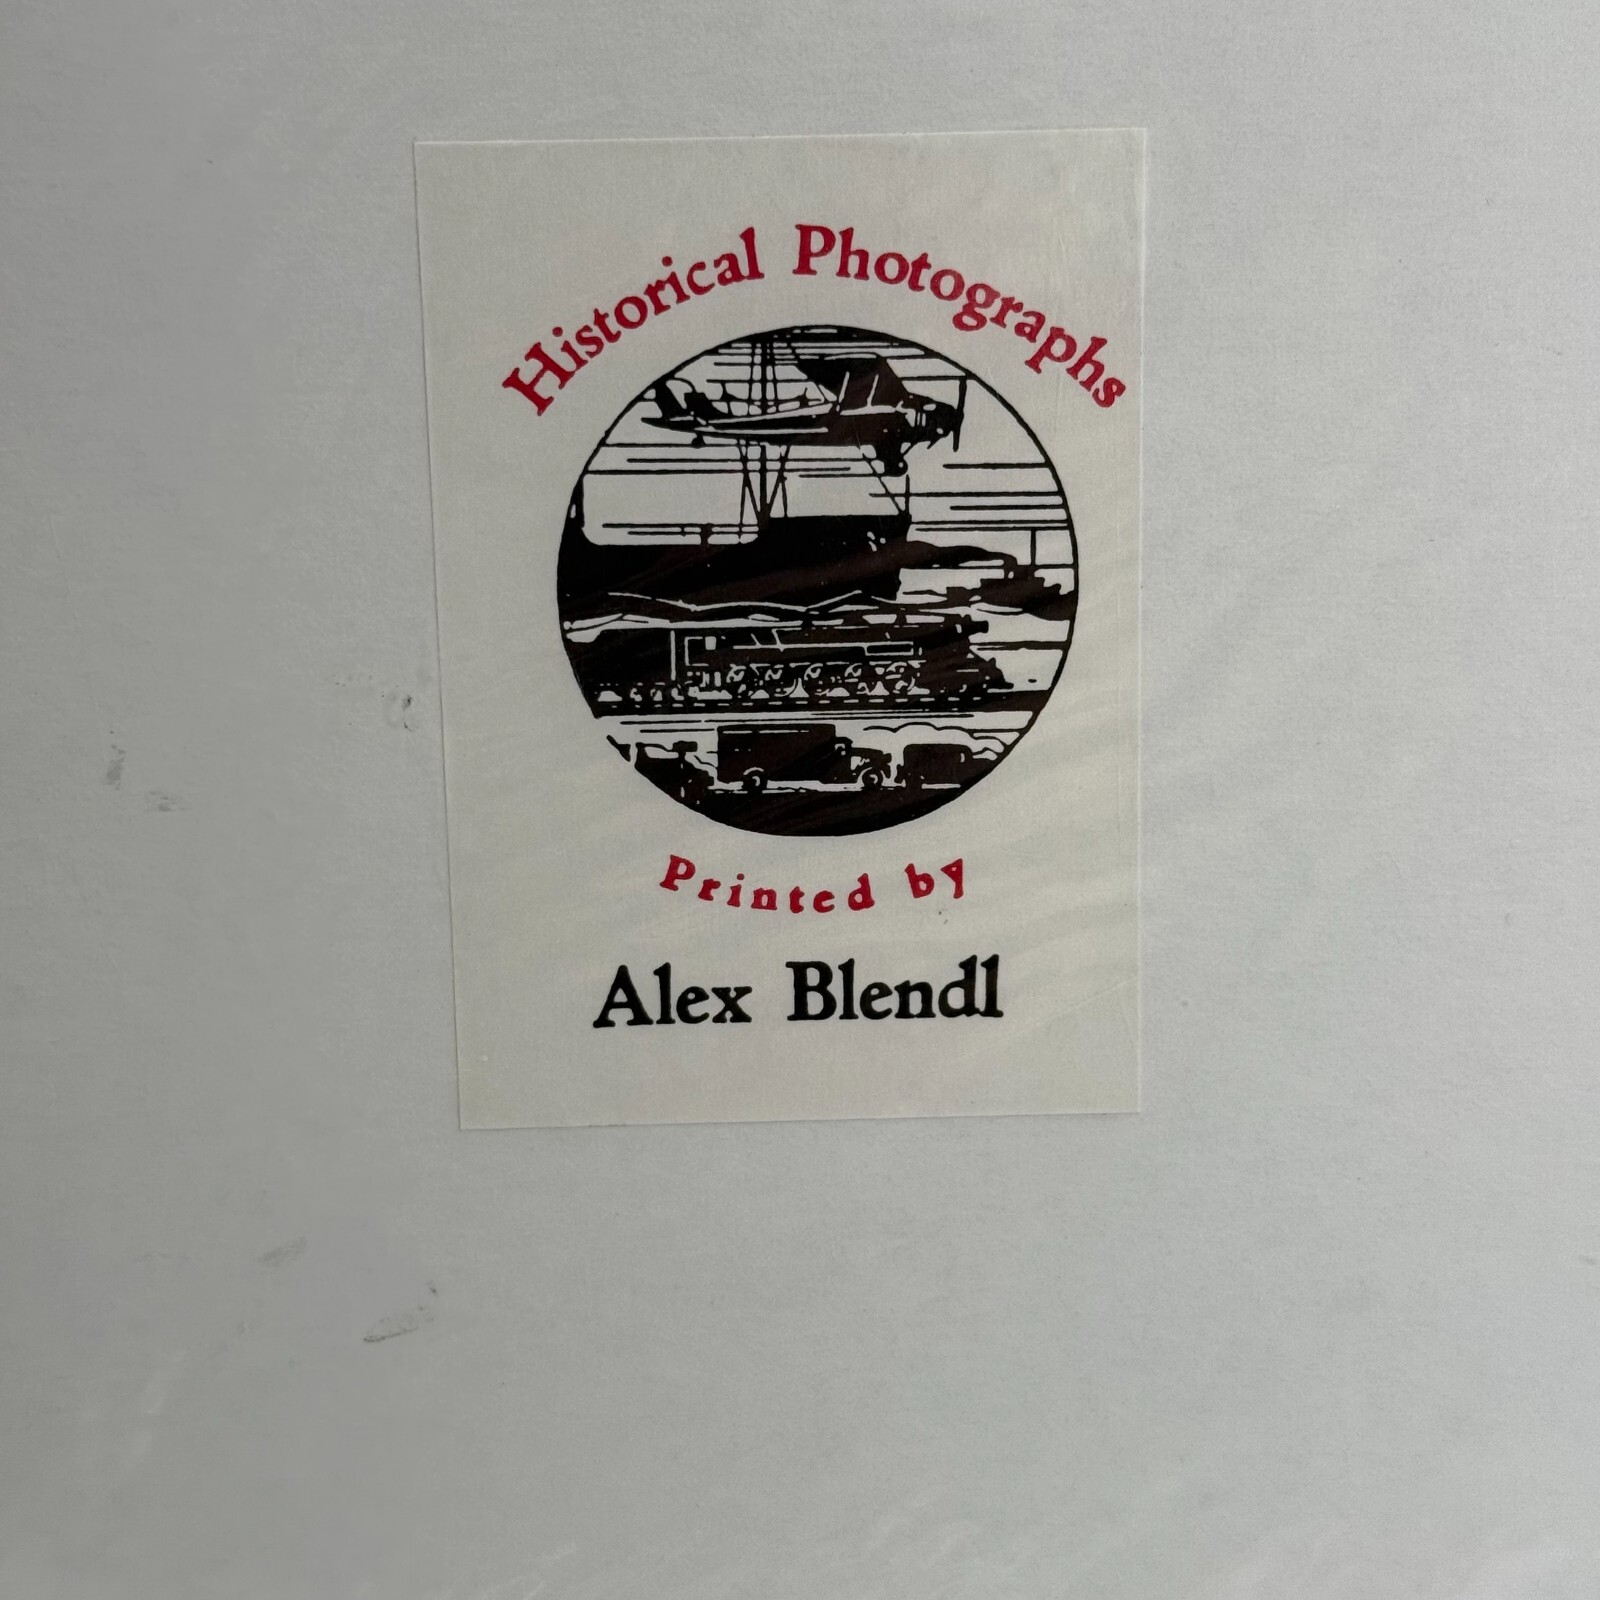 Historical Photographs
Printed by
Alex Blendl